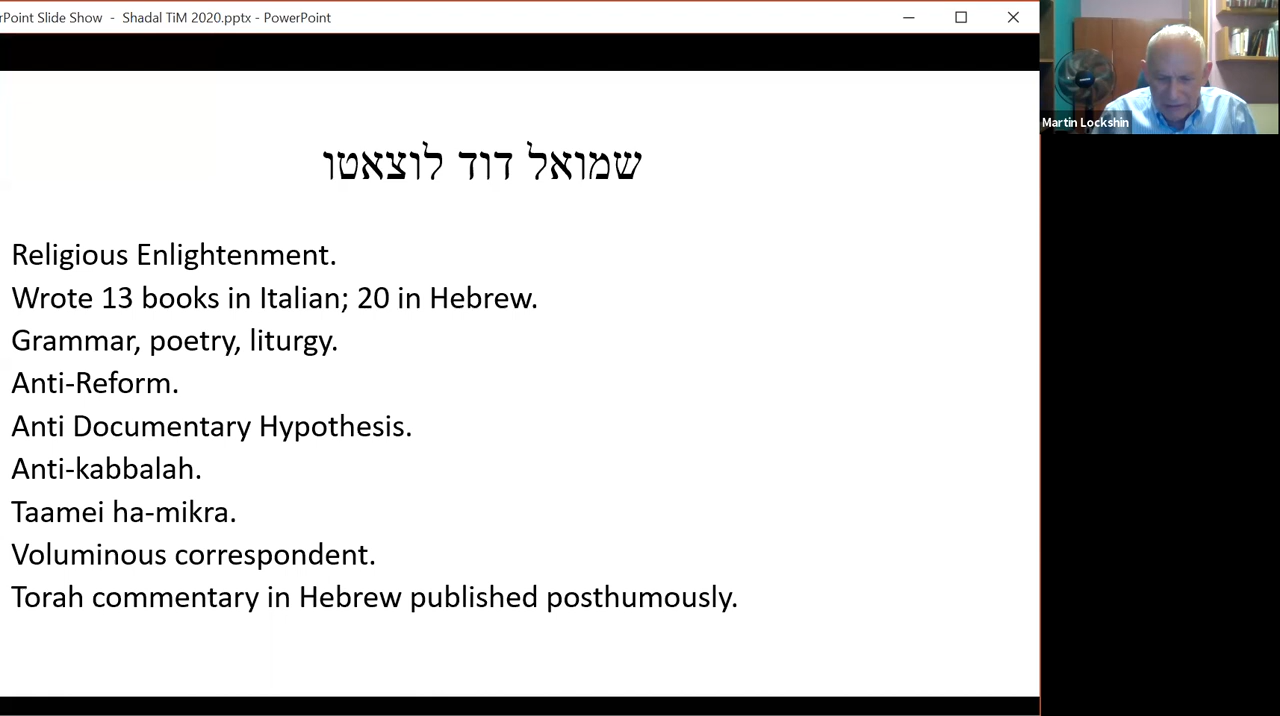 rPoint Slide Show - Shadal TiM 2020.pptx - PowerPoint
Martin Lockshin
שמואל דוד לוצאטו
Religious Enlightenment.
Wrote 13 books in Italian; 20 in Hebrew.
Grammar, poetry, liturgy.
Anti-Reform.
Anti Documentary Hypothesis.
Anti-kabbalah.
Taamei ha-mikra.
Voluminous correspondent.
Torah commentary in Hebrew published posthumously.